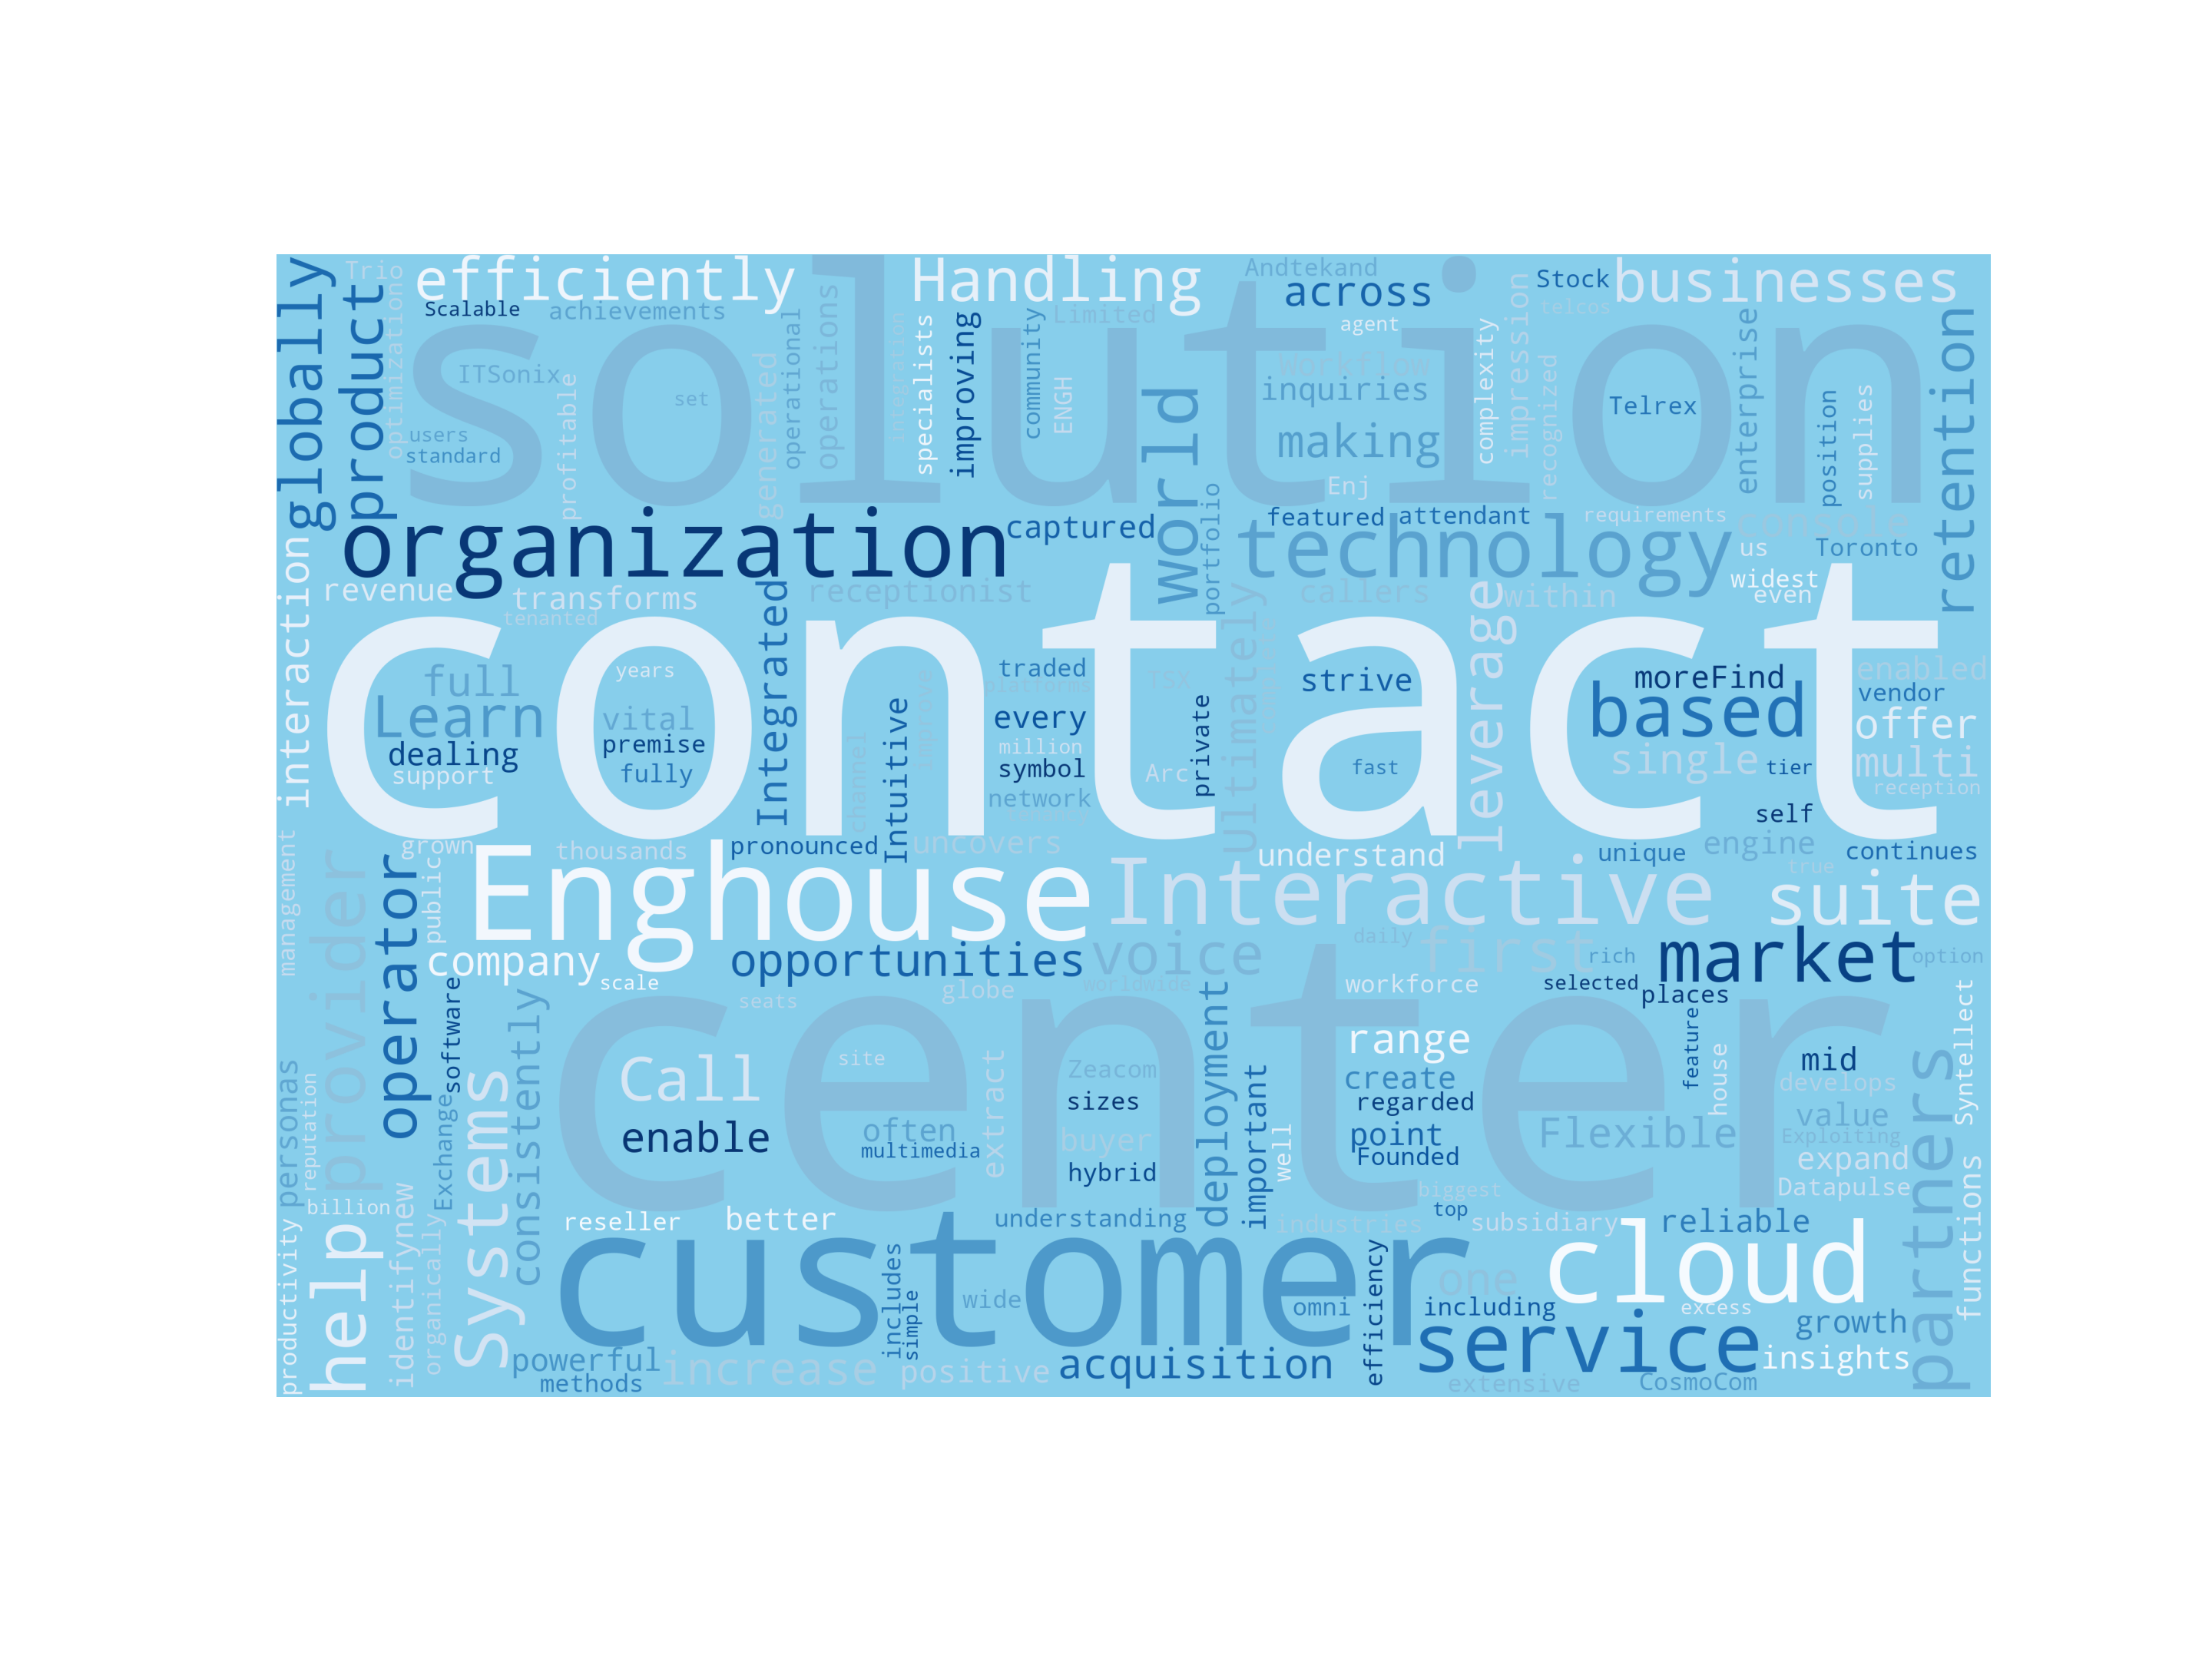 globally
product
Trio
optimizations
efficiently
Scalable
achievements
solution
Handling
Limited
Andtekand
across
Stock
businesses
telcos
agent
ITSonix
users
standard
profitable
set
generated
operational
operations
integration
specialists
improving
community
ENGH
world
Workflow
inquiries
making
complexity
impression
recognized
Telrex
enterprise
position
supplies
retention
Enj
organization
captured
portfolio
featured
attendant
technology
requirements
console
us
Toronto
interaction
revenue
transforms
tenanted
Integrated
receptionist
callers
within
widest
even
contact
full
Learn
dealing
support
years
vital
premise
fully
channel
Intuitive
improve
traded
platforms
every
million
symbol
network
TSX
Arc
private
Ultimately
strive
fast
leverage
moreFind
based
single
tier
enabled
vendor
offer
multi
reception
self
grown
thousands
pronounced
uncovers
understand
unique
engine
true
continues
management
provider
operator
public
Enghouse
Interactive
suite
company
scale
opportunities
voice
daily
first
rich
market
option
seats
globe
worldwide
workforce
selected
places
center
personas
reputation
software
Exchange
Systems
consistently
Call
enable
site
often
multimedia
extract
Zeacom
sizes
buyer
hybrid
deployment
important
well
range
create
regarded
point
Founded
feature
house
Flexible
mid
develops
value
Exploiting
expand
Datapulse
partners
Syntellect
functions
billion
help
productivity
identifynew
organically
reseller
better
understanding
industries
biggest
top
subsidiary
reliable
customer
includes
simple
wide
omni
efficiency
one
including
cloud
excess
growth
service
insights
powerful
methods
increase
positive
acquisition
extensive
CosmoCom